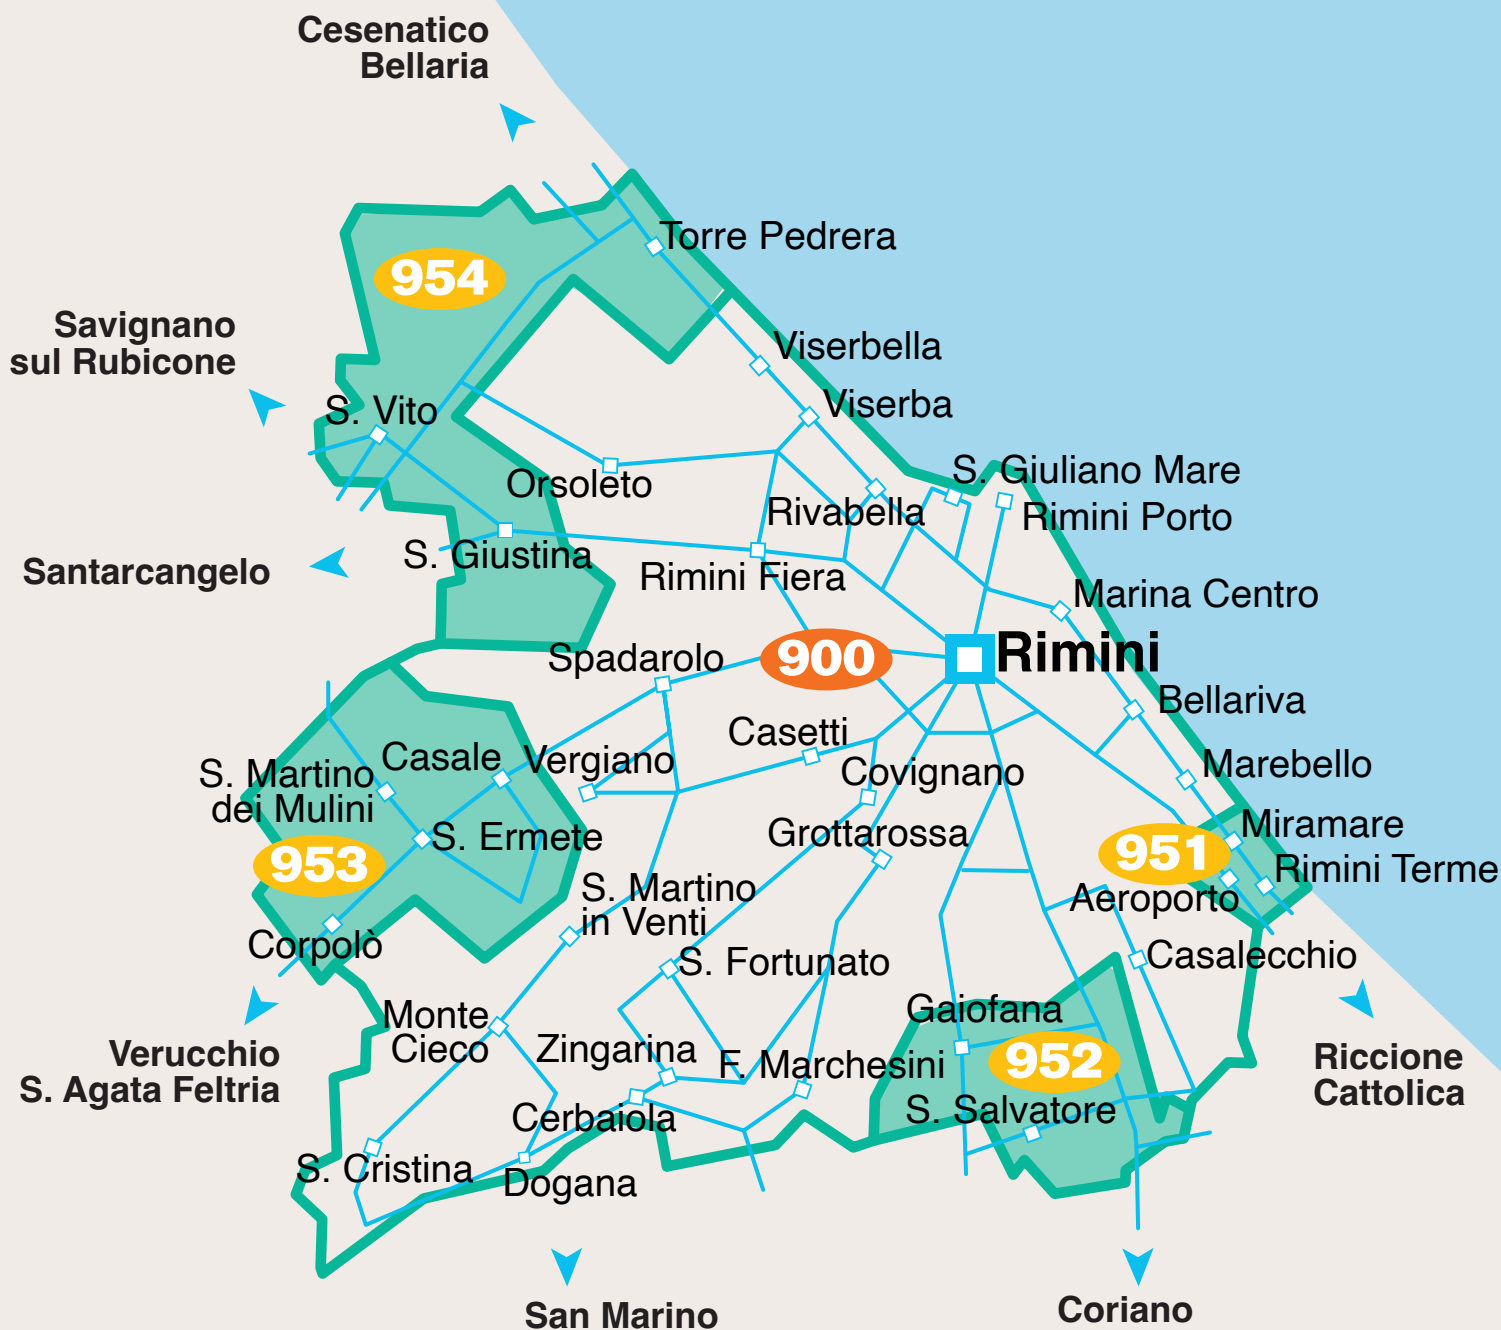 Cesenatico
Bellaria
Torre Pedrera
954
Savignano
sul Rubicone
Viserbella
S. Vito
Viserba
S. Giuliano Mare
Orsoleto
Rivabella
Rimini Porto
S. Giustina
Santarcangelo
Rimini Fiera
Marina Centro
Spadarolo
900
Rimini
Bellariva
Casetti
Casale
Vergiano
S. Martino
dei Mulini
Covignano
Marebello
S. Ermete
Grottarossa
Miramare
953
951
Rimini Terme
S. Martino
in Venti
Aeroporto
Corpolò
S. Fortunato
Casalecchio
Monte
Cieco
Gaiofana
Zingarina
F. Marchesini
952
Verucchio
S. Agata Feltria
Riccione
Cattolica
Cerbaiola
S. Salvatore
S. Cristina
Dogana
San Marino
Coriano